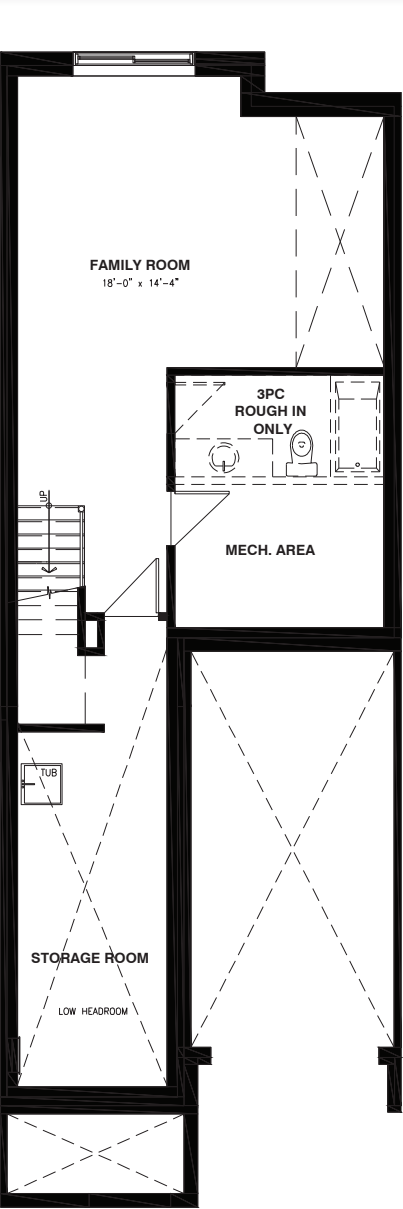 FAMILY ROOM
18'-0" x 14'-4"
3PC
ROUGH IN
ONLY
UP
MECH. AREA
TUB
STORAGE ROOM
LOW HEADROOM